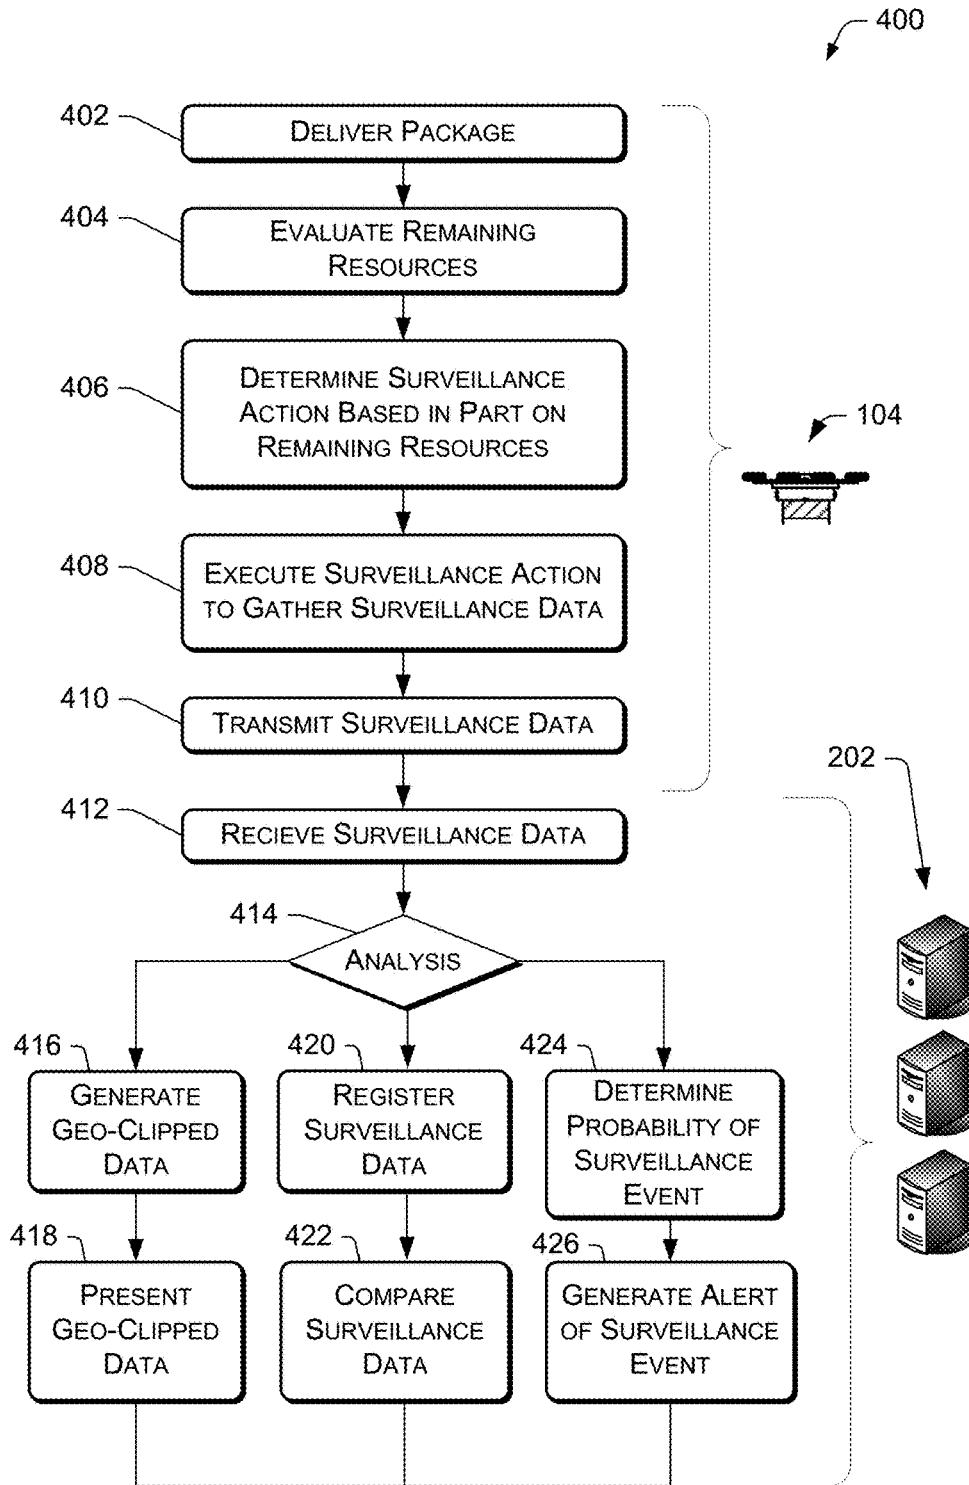 400
402
DELIVER PACKAGE
404
EVALUATE REMAINING
RESOURCES
406
DETERMINE SURVEILLANCE
ACTION BASED IN PART ON
REMAINING RESOURCES
104
408
EXECUTE SURVEILLANCE ACTION
TO GATHER SURVEILLANCE DATA
410
TRANSMIT SURVEILLANCE DATA
202
412
RECIEVE SURVEILLANCE DATA
414
ANALYSIS
416
GENERATE
GEO-CLIPPED
DATA
420
REGISTER
SURVEILLANCE
DATA
424
DETERMINE
PROBABILITY OF
SURVEILLANCE
EVENT
418
PRESENT
GEO-CLIPPED
DATA
422
COMPARE
SURVEILLANCE
DATA
426
GENERATE ALERT
OF SURVEILLANCE
EVENT